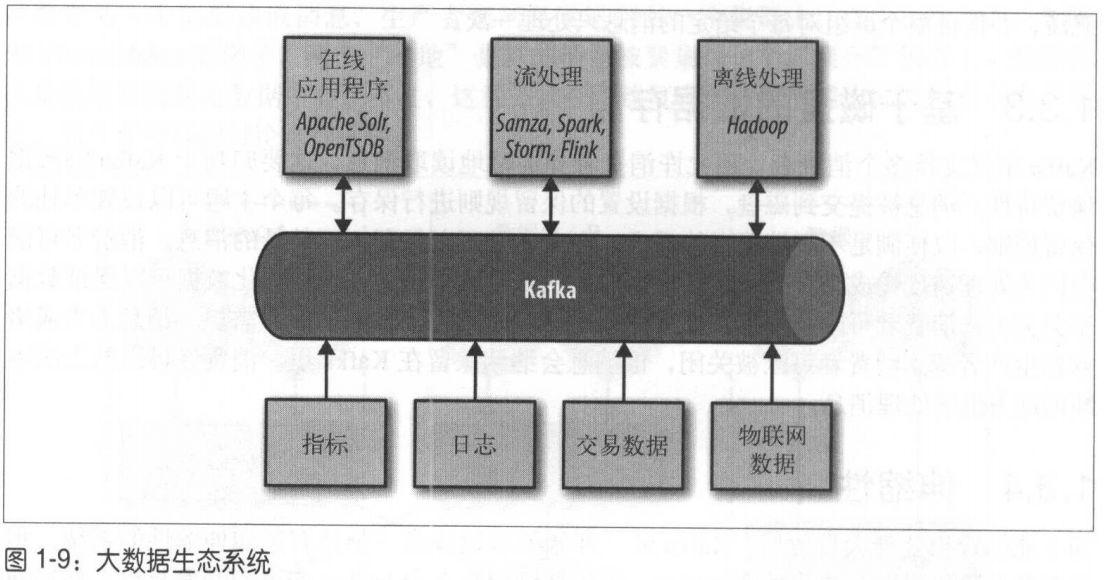 在线
应用程序
Apache Solr,
OpenTSDB
流处理
Samza, Spark,
Storm, Flink
离线处理
Hadoop
Kafka
指标
日志
交易数据
物联网
数据
图 1-9：大数据生态系统